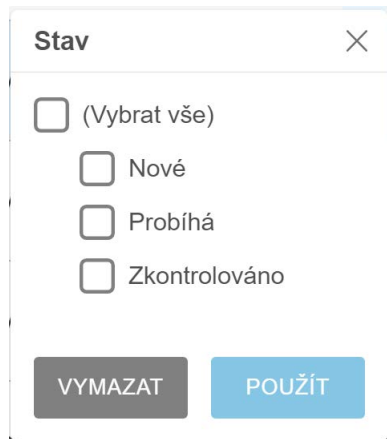 Stav
(Vybrat vše)
Nové
Probíhá
Zkontrolováno
VYMAZAT
POUŽÍT